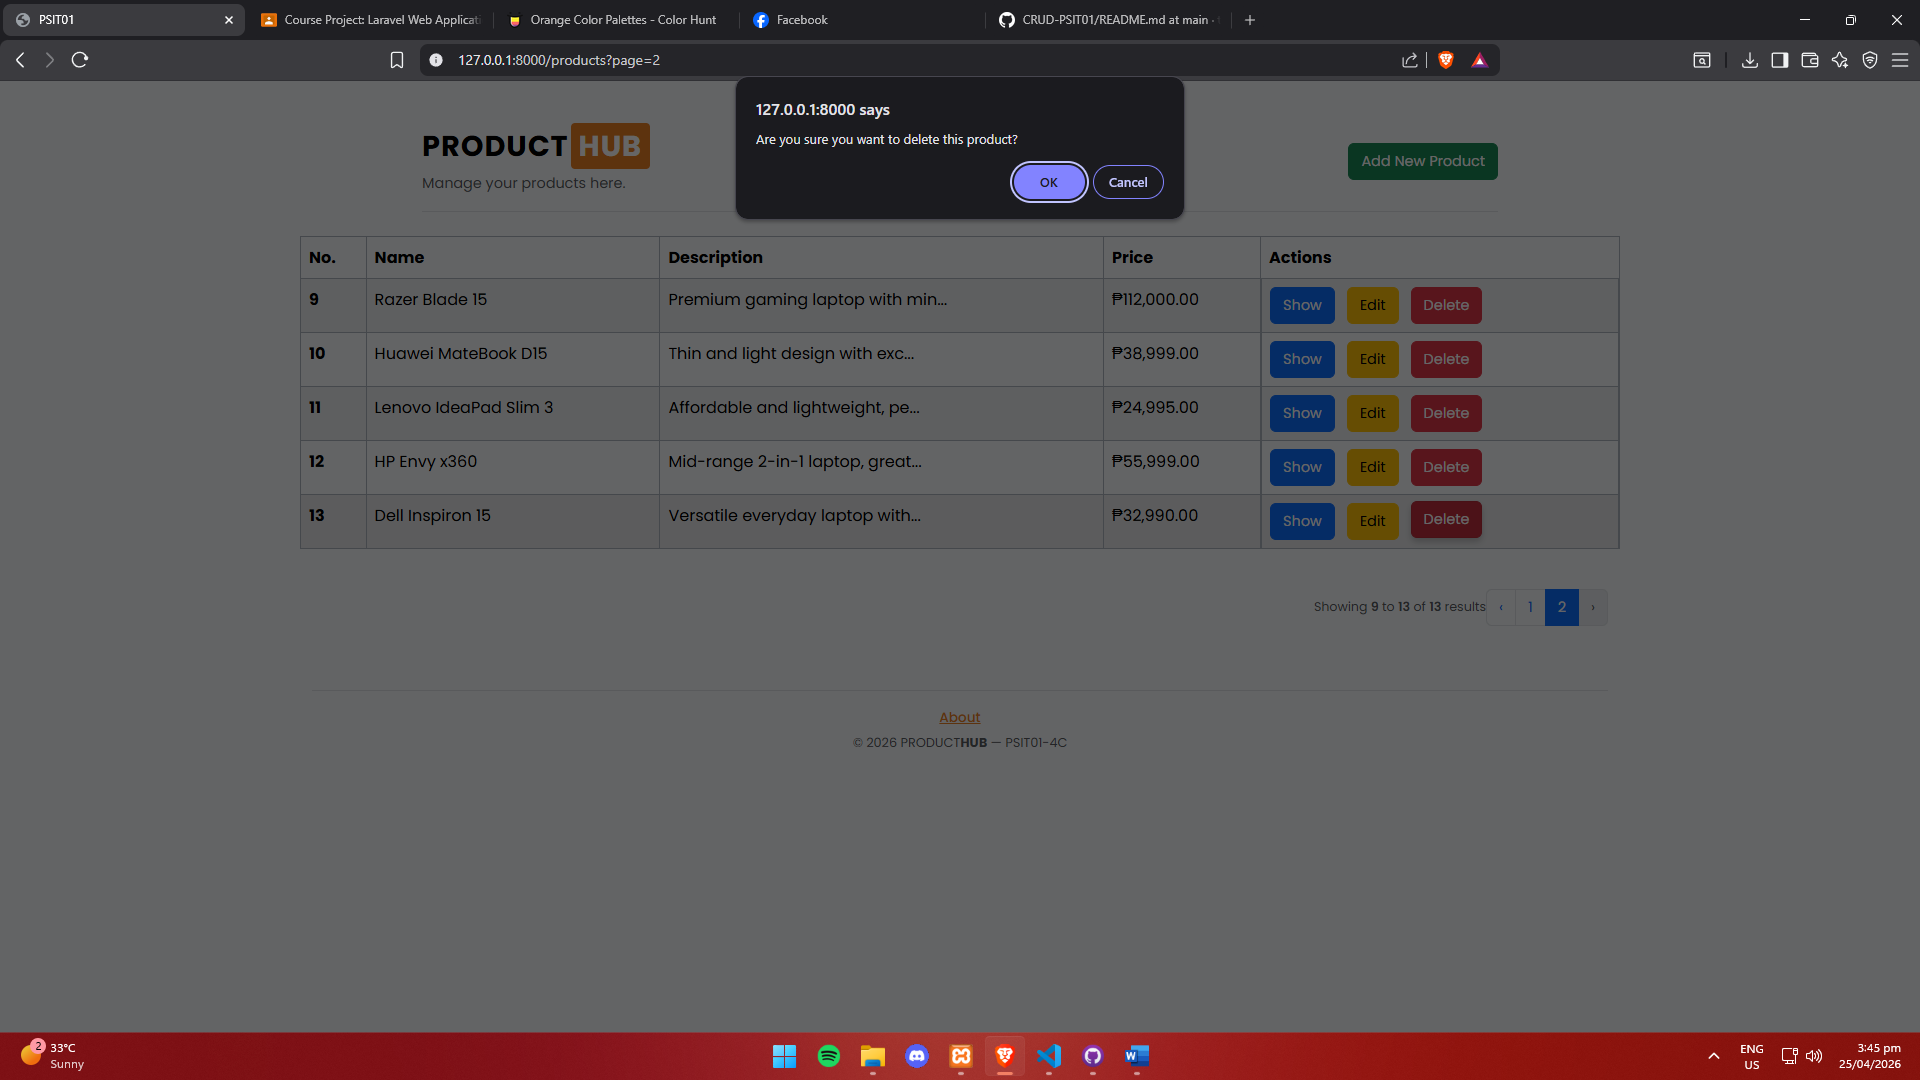 PSIT01
Course Project: Laravel Web Applicati
Orange Color Palettes - Color Hunt
Facebook
CRUD-PSIT01/README.md at main ·
127.0.0.1:8000/products?page=2
127.0.0.1:8000 says
Are you sure you want to delete this product?
OK Cancel
PRODUCT HUB
Manage your products here.
Add New Product
No. Name Description Price Actions
9 Razer Blade 15 Premium gaming laptop with min... ₱112,000.00 Show Edit Delete
10 Huawei MateBook D15 Thin and light design with exc... ₱38,999.00 Show Edit Delete
11 Lenovo IdeaPad Slim 3 Affordable and lightweight, pe... ₱24,995.00 Show Edit Delete
12 HP Envy x360 Mid-range 2-in-1 laptop, great... ₱55,999.00 Show Edit Delete
13 Dell Inspiron 15 Versatile everyday laptop with... ₱32,990.00 Show Edit Delete
Showing 9 to 13 of 13 results ‹ 1 2 ›
About
© 2026 PRODUCTHUB — PSIT01-4C
2
33°C
Sunny
ENG
US
3:45 pm
25/04/2026